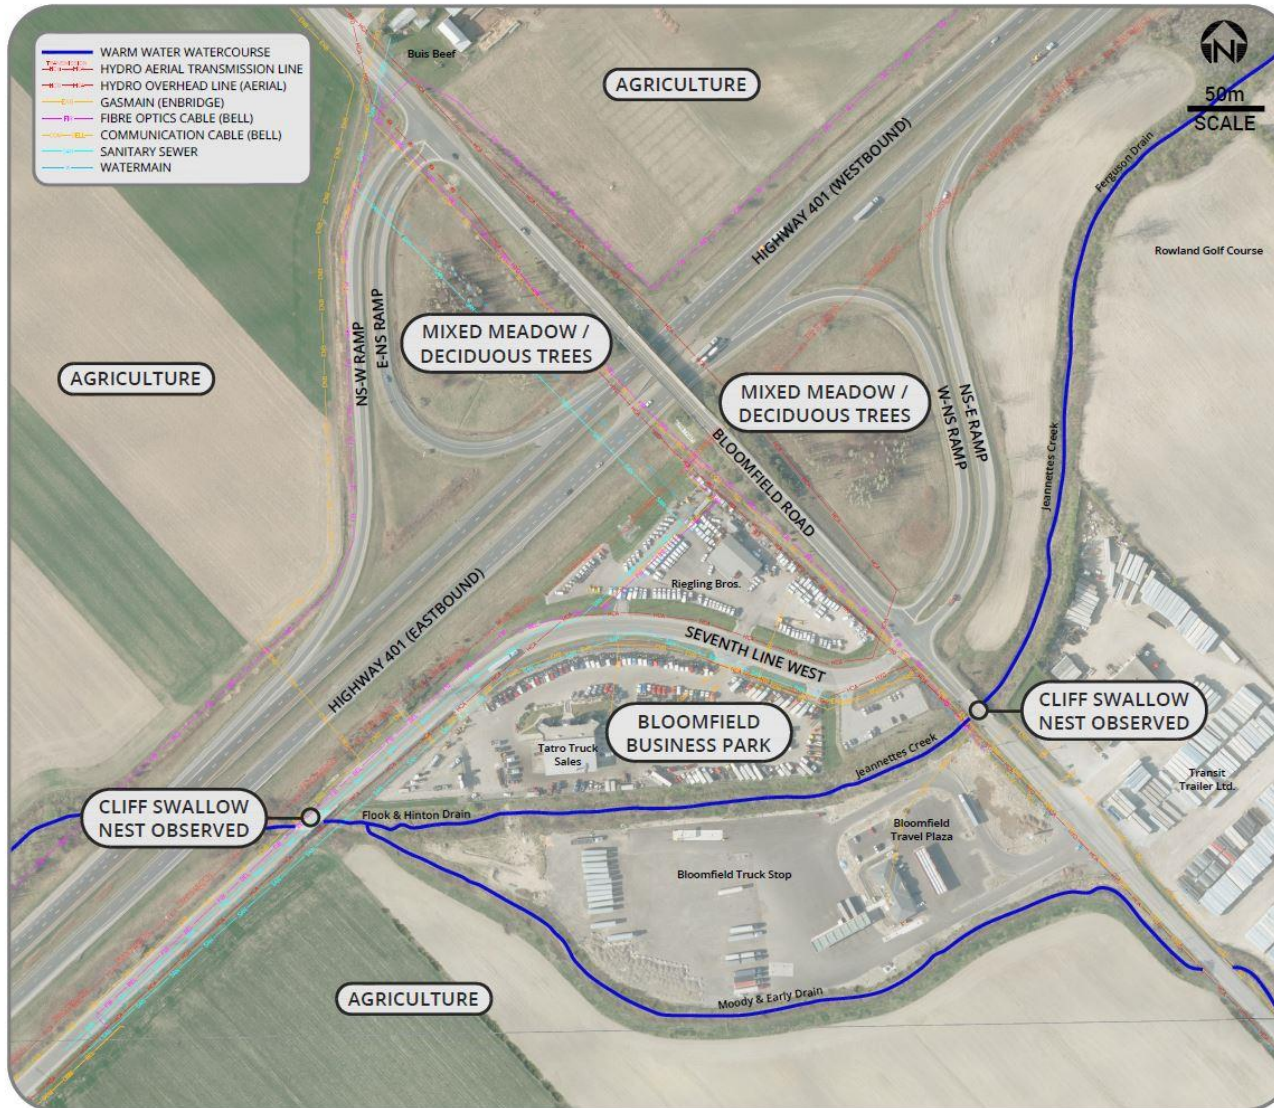 WARM WATER WATERCOURSE
HYDRO AERIAL TRANSMISSION LINE
HYDRO OVERHEAD LINE (AERIAL)
GASMAIN (ENBRIDGE)
FIBRE OPTICS CABLE (BELL)
COMMUNICATION CABLE (BELL)
SANITARY SEWER
WATERMAIN
Buis Beef
AGRICULTURE
N
50m
SCALE
HIGHWAY 401 (WESTBOUND)
Ferguson Drain
Rowland Golf Course
NS-W RAMP
E-NS RAMP
MIXED MEADOW /
DECIDUOUS TREES
AGRICULTURE
MIXED MEADOW /
DECIDUOUS TREES
W-NS RAMP
NS-E RAMP
BLOOMFIELD ROAD
Jeannettes Creek
Riegling Bros.
HIGHWAY 401 (EASTBOUND)
SEVENTH LINE WEST
CLIFF SWALLOW
NEST OBSERVED
BLOOMFIELD
BUSINESS PARK
Tatro Truck
Sales
Jeannettes Creek
Transit
Trailer Ltd.
CLIFF SWALLOW
NEST OBSERVED
Flook & Hinton Drain
Bloomfield
Travel Plaza
Bloomfield Truck Stop
AGRICULTURE
Moody & Early Drain